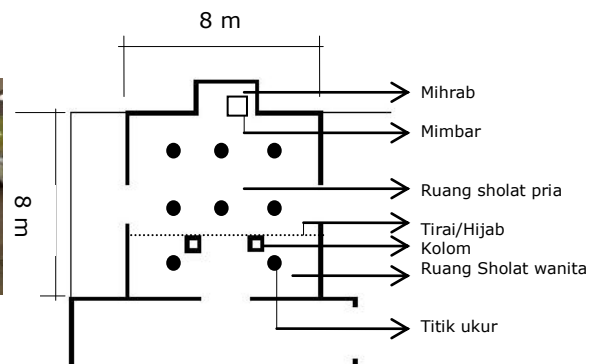 8 m
Mihrab
Mimbar
8 m
Ruang sholat pria
Tirai/Hijab
Kolom
Ruang Sholat wanita
Titik ukur